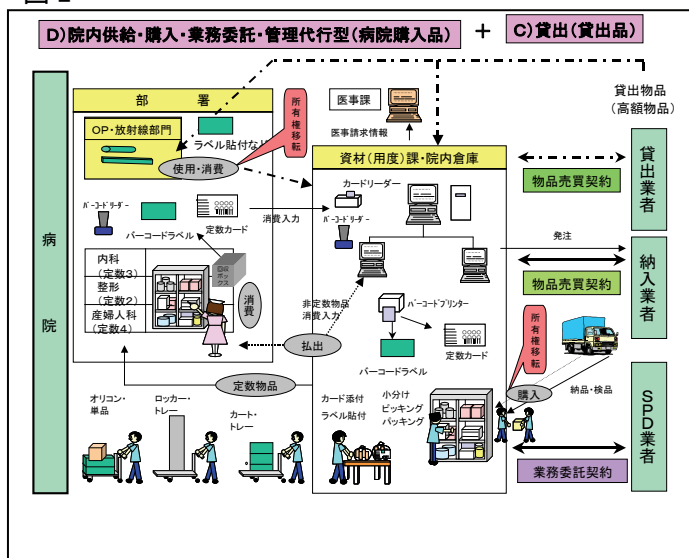 D)院内供給・購入・業務委託・管理代行型(病院購入品)
+
C)貸出(貸出品)
病院
部 署
OP・放射線部門
ラベル貼付など
使用・消費
所有権移転
医事課
医事請求情報
貸出物品
(高額物品)
資材(用度)課・院内倉庫
カードリーダー
バーコードリーダー
物品売買契約
貸出業者
バーコードリーダー
バーコードラベル
定数カード
消費入力
発注
物品売買契約
納入業者
内科
(定数3)
整形
(定数2)
産婦人科
(定数4)
回収
ボックス
消費
非定数物品
消費入力
払出
バーコードプリンター
定数カード
バーコードラベル
所有権移転
購入
納品・検品
定数物品
オリコン・
単品
ロッカー・
トレー
カート・
トレー
カード添付
ラベル貼付
小分け
ピッキング
パッキング
業務委託契約
SPD業者